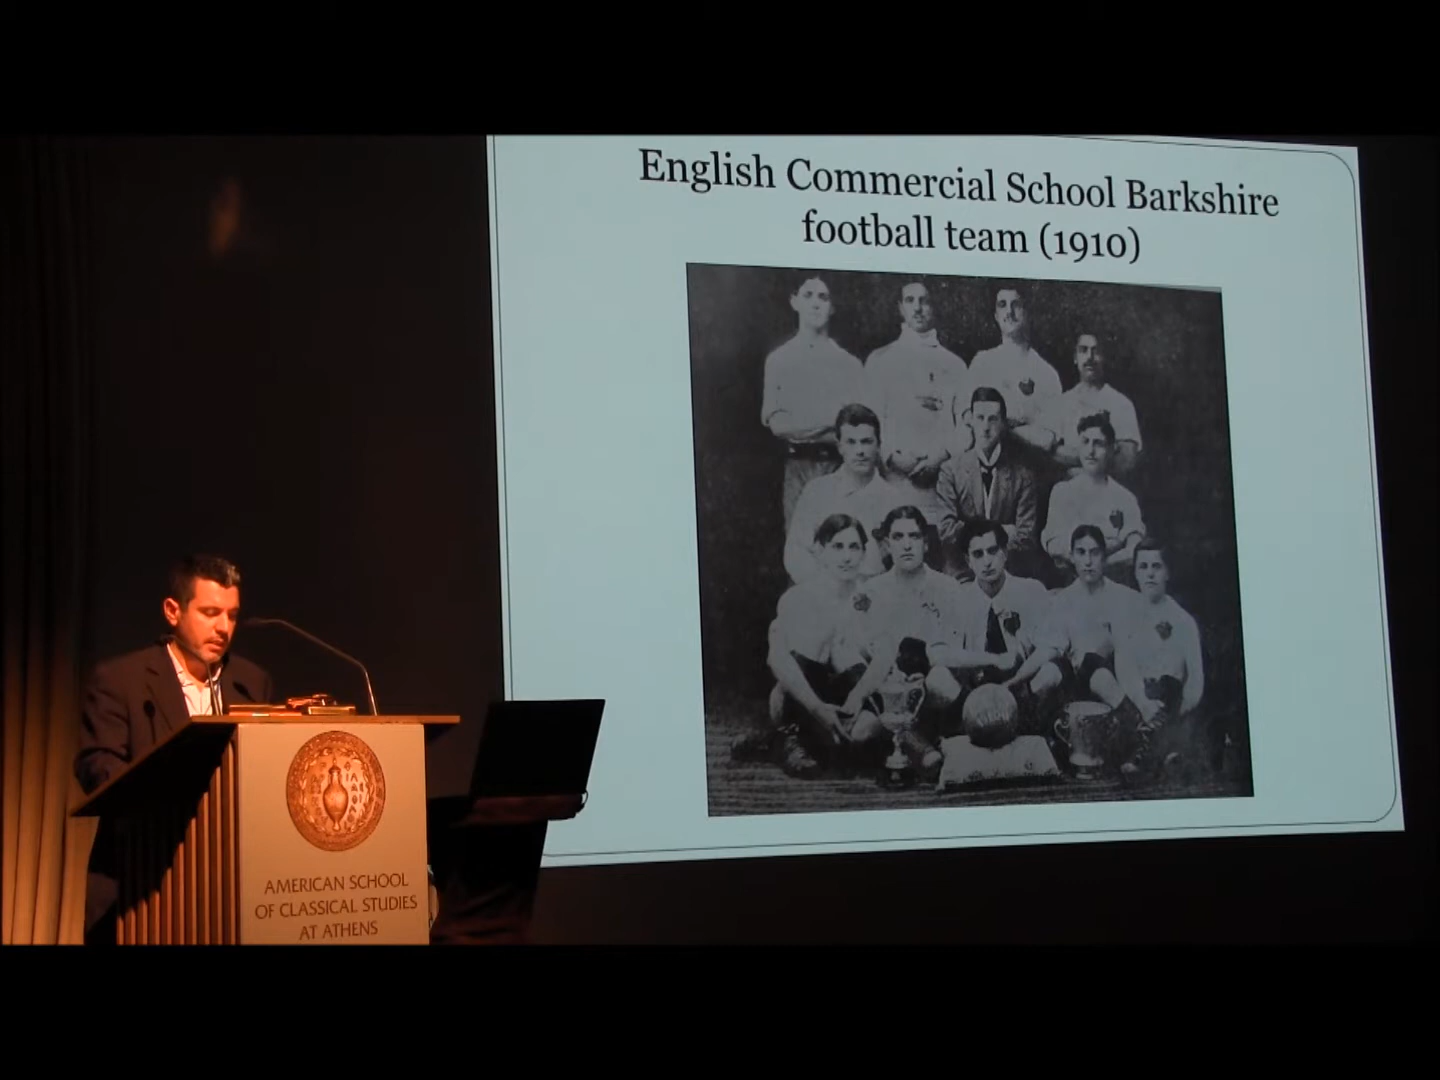 English Commercial School Barkshire
football team (1910)
AMERICAN SCHOOL
OF CLASSICAL STUDIES
AT ATHENS